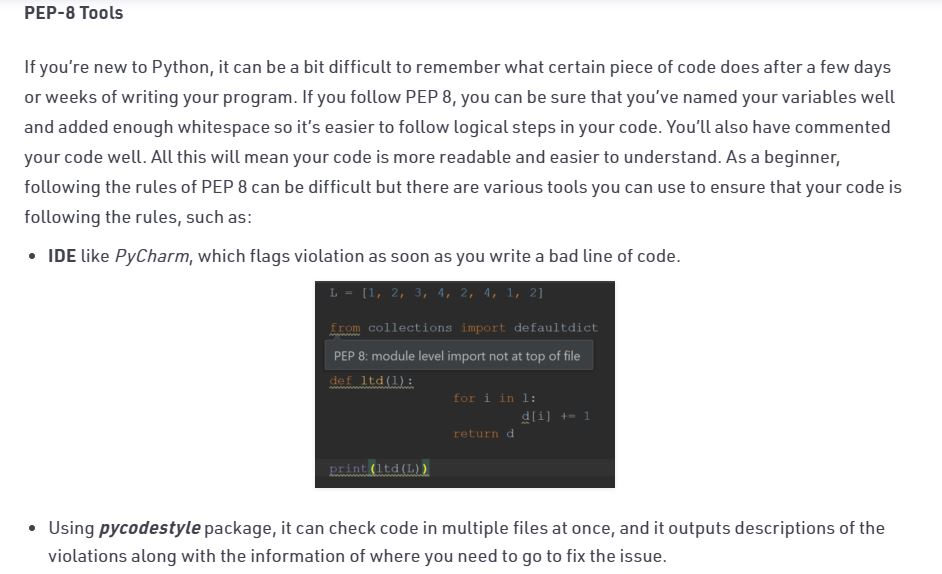 PEP-8 Tools
If you're new to Python, it can be a bit difficult to remember what certain piece of code does after a few days
or weeks of writing your program. If you follow PEP 8, you can be sure that you've named your variables well
and added enough whitespace so it's easier to follow logical steps in your code. You'll also have commented
your code well. All this will mean your code is more readable and easier to understand. As a beginner,
following the rules of PEP 8 can be difficult but there are various tools you can use to ensure that your code is
following the rules, such as:
• IDE like PyCharm, which flags violation as soon as you write a bad line of code.
L = [1, 2, 3, 4, 2, 4, 1, 2]
from collections import defaultdict
PEP 8: module level import not at top of file
def ltd(l):
for i in l:
d[i] += 1
return d
print(ltd(L))
• Using pycodestyle package, it can check code in multiple files at once, and it outputs descriptions of the
violations along with the information of where you need to go to fix the issue.